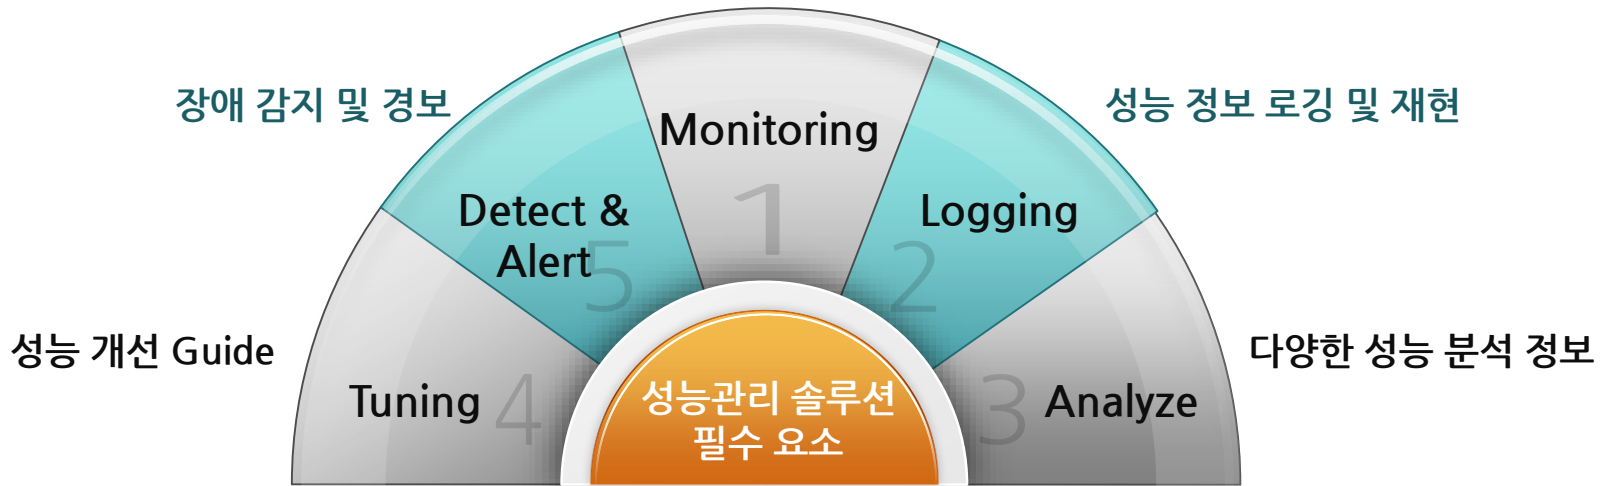 장애 감지 및 경보
Monitoring
1
성능 정보 로깅 및 재현
Detect &
Alert
5
Logging
2
성능 개선 Guide
Tuning
4
성능관리 솔루션
필수 요소
3
Analyze
다양한 성능 분석 정보